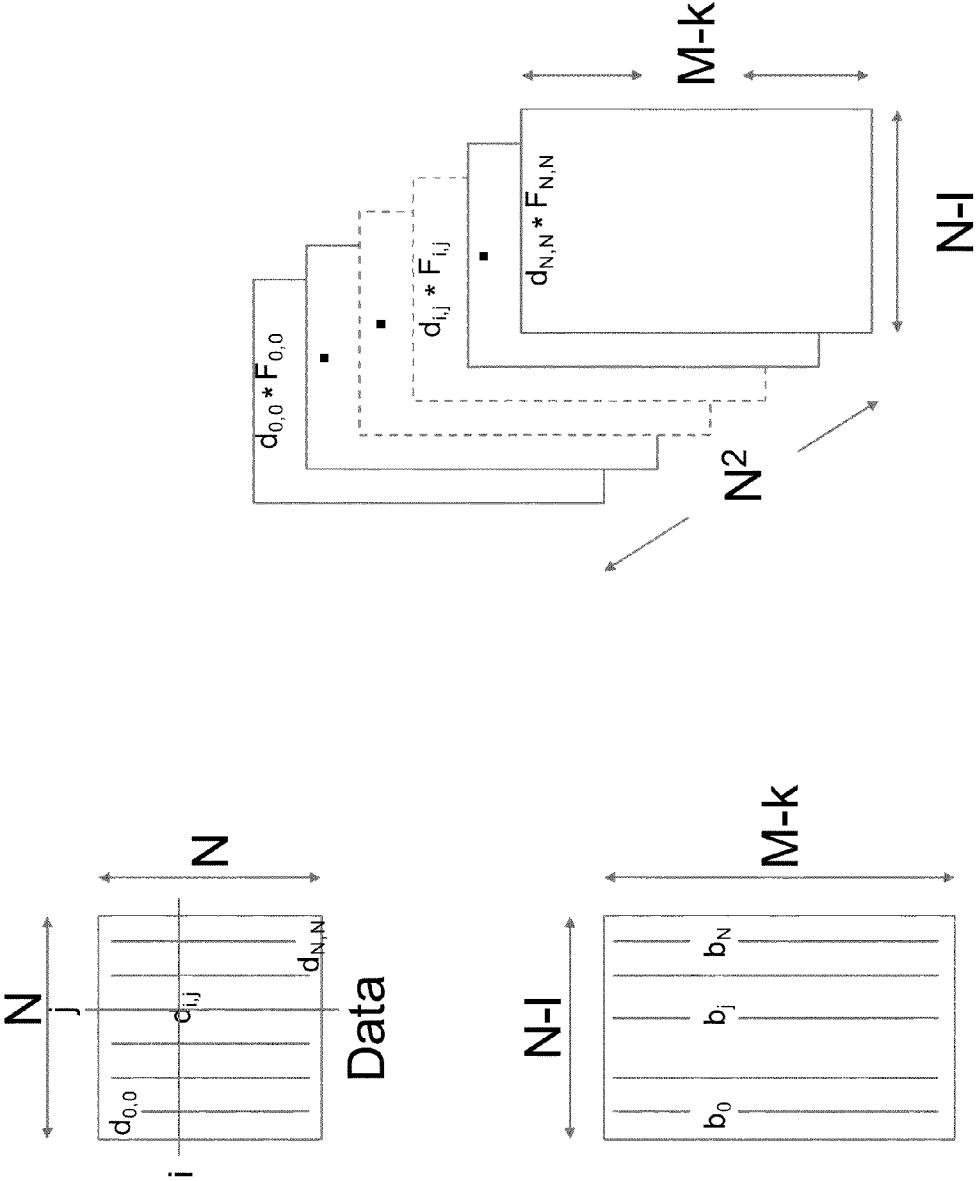 N
j
d0,0
i
di,j
dN,N
N
Data
N-l
b0
bj
bN
M-k
d0,0 * F0,0
di,j * Fi,j
dN,N * FN,N
M-k
N-l
N²